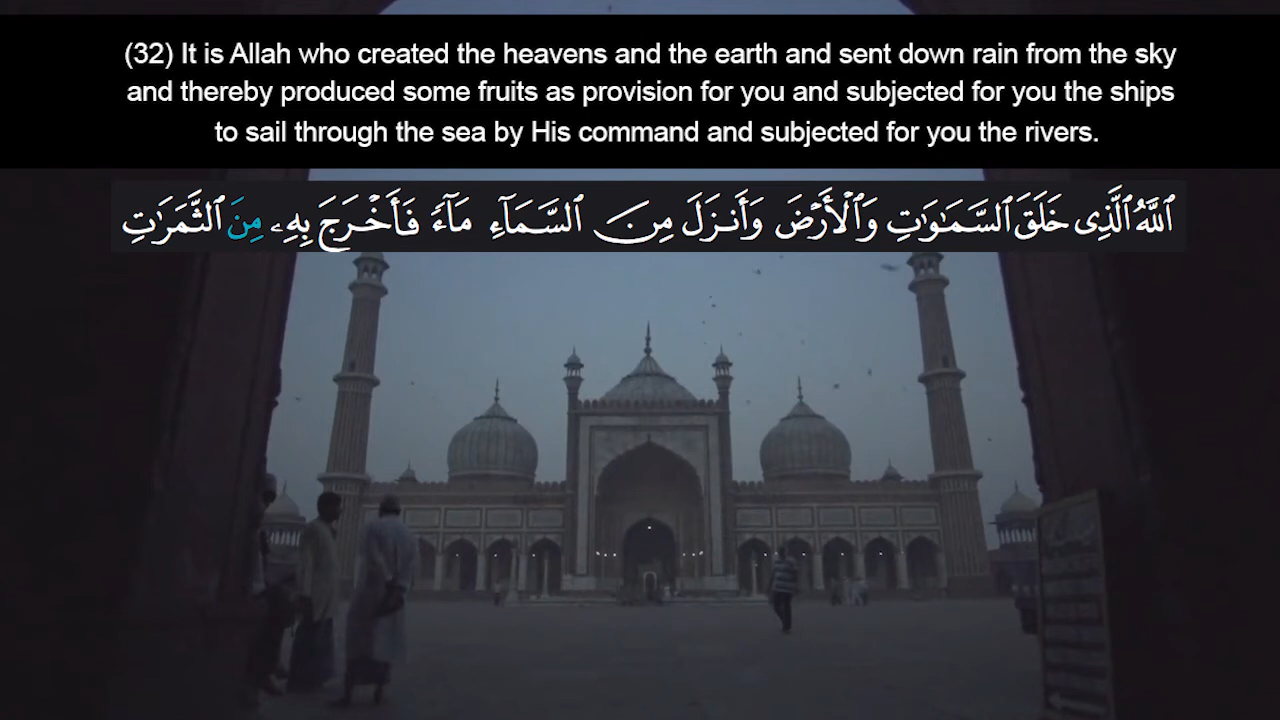 (32) It is Allah who created the heavens and the earth and sent down rain from the sky
and thereby produced some fruits as provision for you and subjected for you the ships
to sail through the sea by His command and subjected for you the rivers.
ٱللَّهُ ٱلَّذِى خَلَقَ ٱلسَّمَٰوَٰتِ وَٱلْأَرْضَ وَأَنزَلَ مِنَ ٱلسَّمَآءِ مَآءً فَأَخْرَجَ بِهِۦ مِنَ ٱلثَّمَرَٰتِ